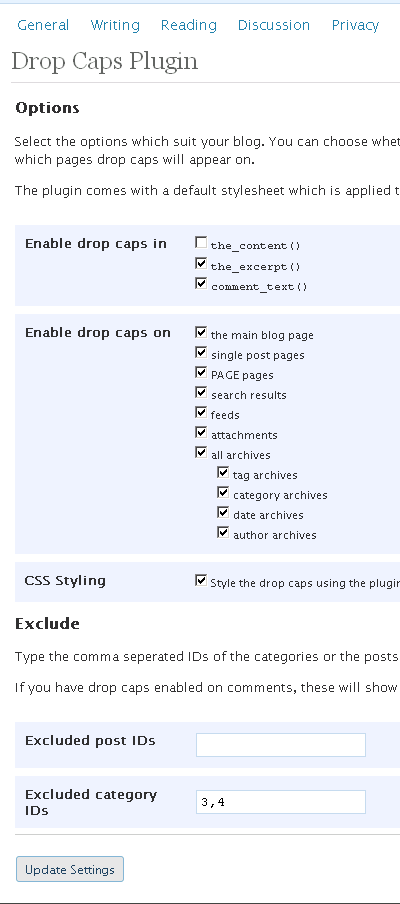 General Writing Reading Discussion Privacy
Drop Caps Plugin
Options
Select the options which suit your blog. You can choose
which pages drop caps will appear on.
The plugin comes with a default stylesheet which is applied
Enable drop caps in
the_content()
the_excerpt()
comment_text()
Enable drop caps on
the main blog page
single post pages
PAGE pages
search results
feeds
attachments
all archives
tag archives
category archives
date archives
author archives
CSS Styling
Style the drop caps using the
Exclude
Type the comma seperated IDs of the categories or the posts
If you have drop caps enabled on comments, these will show
Excluded post IDs
Excluded category
IDs
3,4
Update Settings